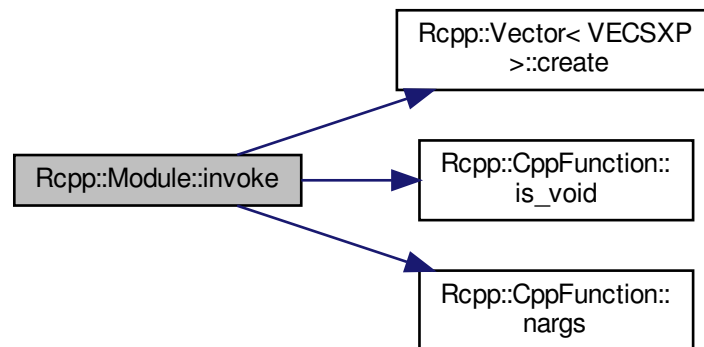 Rcpp::Vector< VECSXP
>::create
Rcpp::Module::invoke
Rcpp::CppFunction::
is_void
Rcpp::CppFunction::
nargs